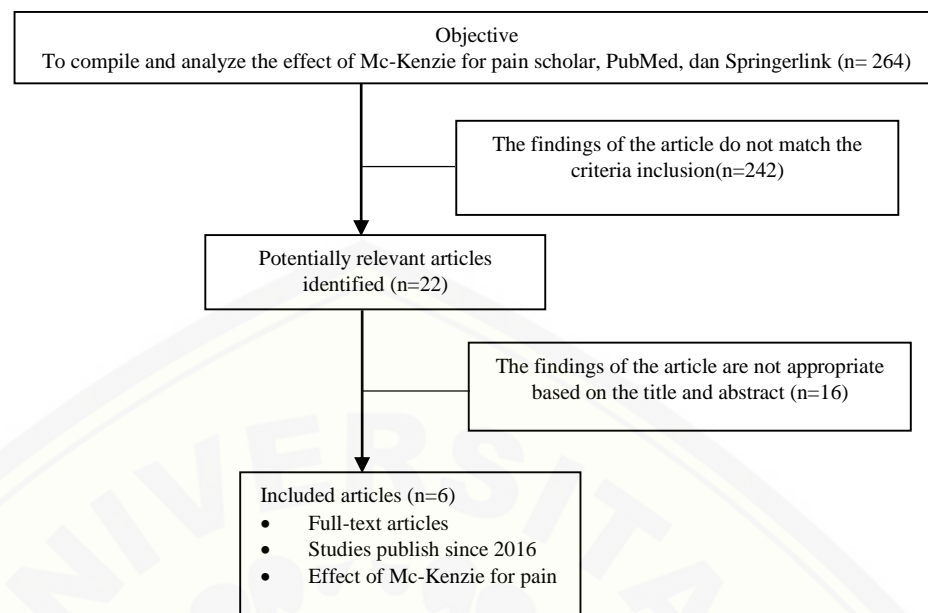 Objective
To compile and analyze the effect of Mc-Kenzie for pain scholar, PubMed, dan Springerlink (n= 264)
The findings of the article do not match the
criteria inclusion(n=242)
Potentially relevant articles
identified (n=22)
The findings of the article are not appropriate
based on the title and abstract (n=16)
Included articles (n=6)
• Full-text articles
• Studies publish since 2016
• Effect of Mc-Kenzie for pain
NIVERSITA